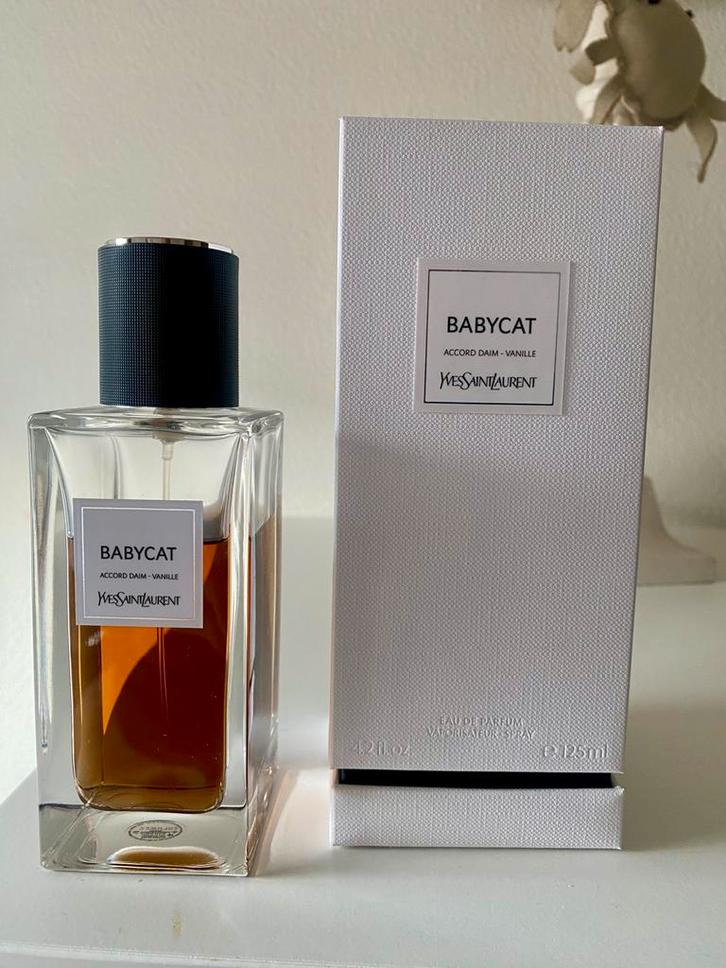 BABYCAT
ACCORD DAIM - VANILLE
YVESSAINTLAURENT
BABYCAT
ACCORD DAIM - VANILLE
YVESSAINTLAURENT
EAU DE PARFUM
VAPORISATEUR - SPRAY
4.2 fl. oz.
e 125ml